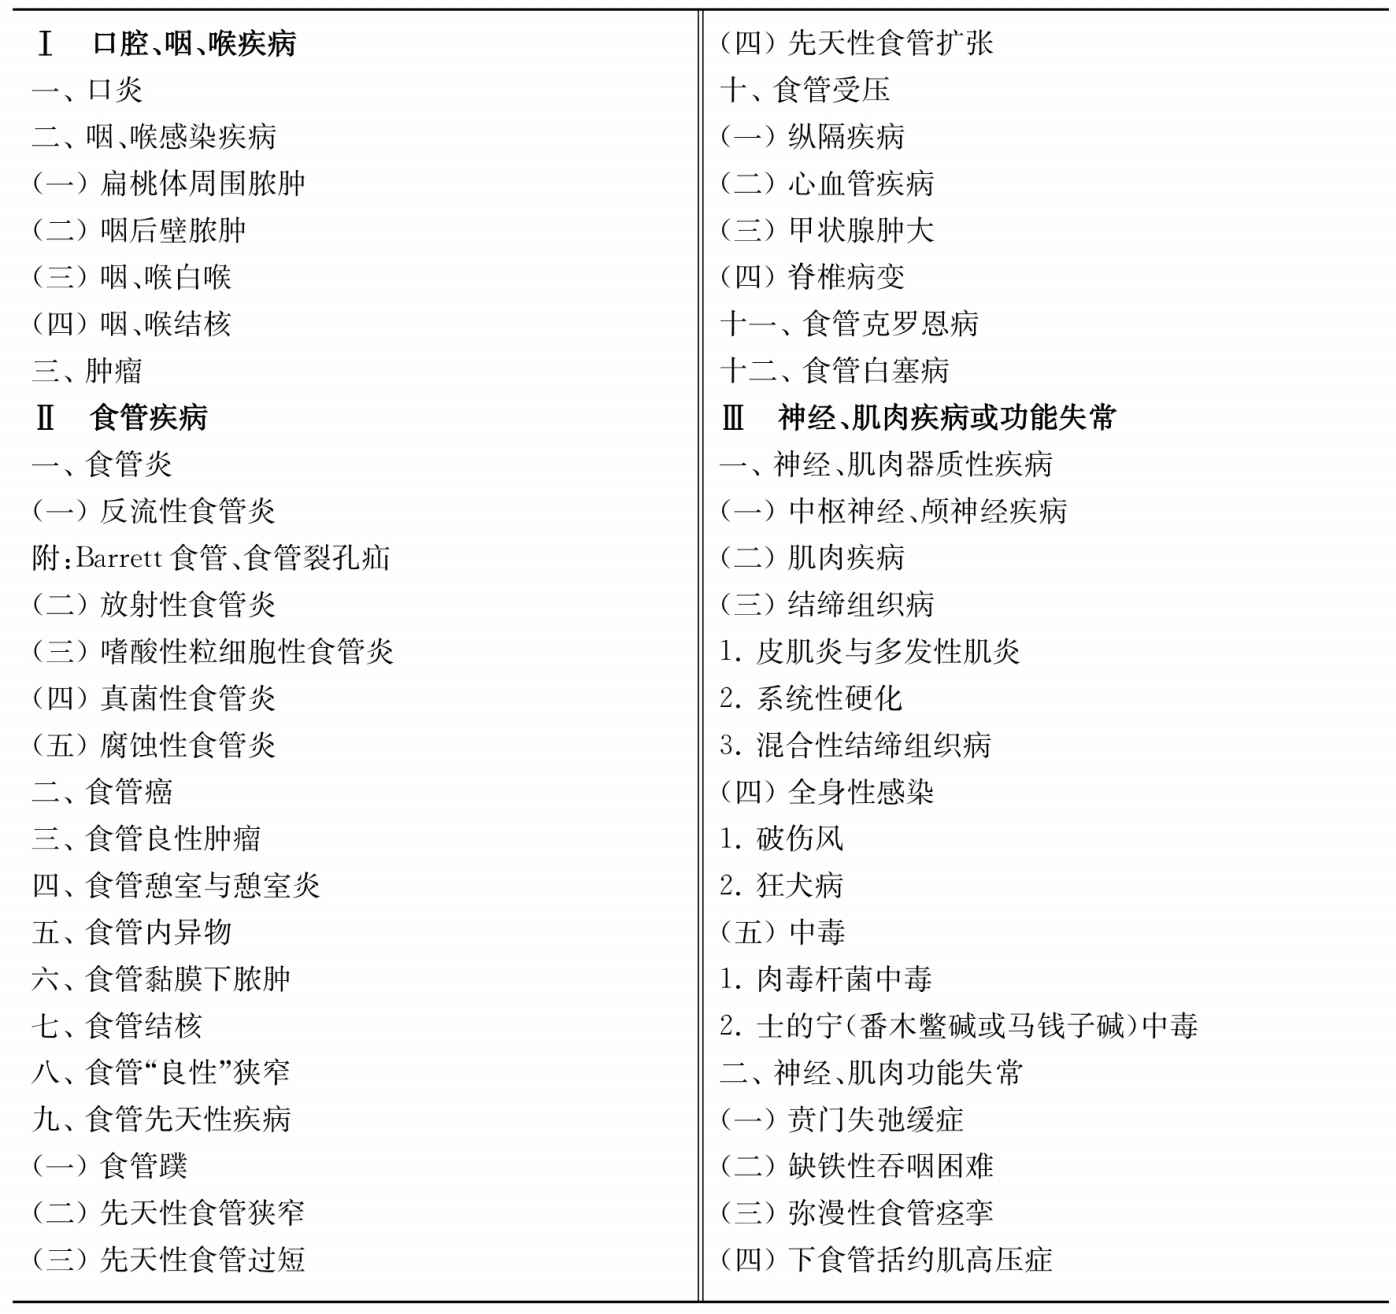 Ⅰ 口腔、咽、喉疾病
一、口炎
二、咽、喉感染疾病
(一) 扁桃体周围脓肿
(二) 咽后壁脓肿
(三) 咽、喉白喉
(四) 咽、喉结核
三、肿瘤
Ⅱ 食管疾病
一、食管炎
(一) 反流性食管炎
附:Barrett 食管、食管裂孔疝
(二) 放射性食管炎
(三) 嗜酸性粒细胞性食管炎
(四) 真菌性食管炎
(五) 腐蚀性食管炎
二、食管癌
三、食管良性肿瘤
四、食管憩室与憩室炎
五、食管内异物
六、食管黏膜下脓肿
七、食管结核
八、食管“良性”狭窄
九、食管先天性疾病
(一) 食管蹼
(二) 先天性食管狭窄
(三) 先天性食管过短
(四) 先天性食管扩张
十、食管受压
(一) 纵隔疾病
(二) 心血管疾病
(三) 甲状腺肿大
(四) 脊椎病变
十一、食管克罗恩病
十二、食管白塞病
Ⅲ 神经、肌肉疾病或功能失常
一、神经、肌肉器质性疾病
(一) 中枢神经、颅神经疾病
(二) 肌肉疾病
(三) 结缔组织病
1. 皮肌炎与多发性肌炎
2. 系统性硬化
3. 混合性结缔组织病
(四) 全身性感染
1. 破伤风
2. 狂犬病
(五) 中毒
1. 肉毒杆菌中毒
2. 士的宁(番木鳖碱或马钱子碱)中毒
二、神经、肌肉功能失常
(一) 贲门失弛缓症
(二) 缺铁性吞咽困难
(三) 弥漫性食管痉挛
(四) 下食管括约肌高压症